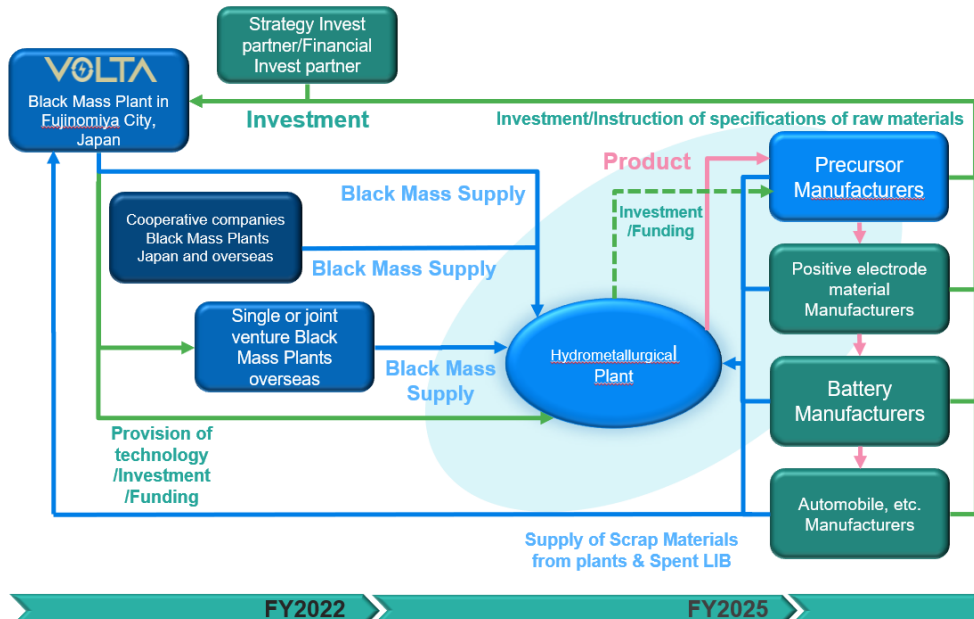 Strategy Invest
partner/Financial
Invest partner
VOLTA
Black Mass Plant in
Fujinomiya City,
Japan
Investment
Investment/Instruction of specifications of raw materials
Product
Precursor
Manufacturers
Black Mass Supply
Cooperative companies
Black Mass Plants
Japan and overseas
Investment
/Funding
Black Mass Supply
Positive electrode
material
Manufacturers
Single or joint
venture Black
Mass Plants
overseas
Black Mass
Supply
Hydrometallurgical
Plant
Battery
Manufacturers
Provision of
technology
/Investment
/Funding
Automobile, etc.
Manufacturers
Supply of Scrap Materials
from plants & Spent LIB
FY2022
FY2025